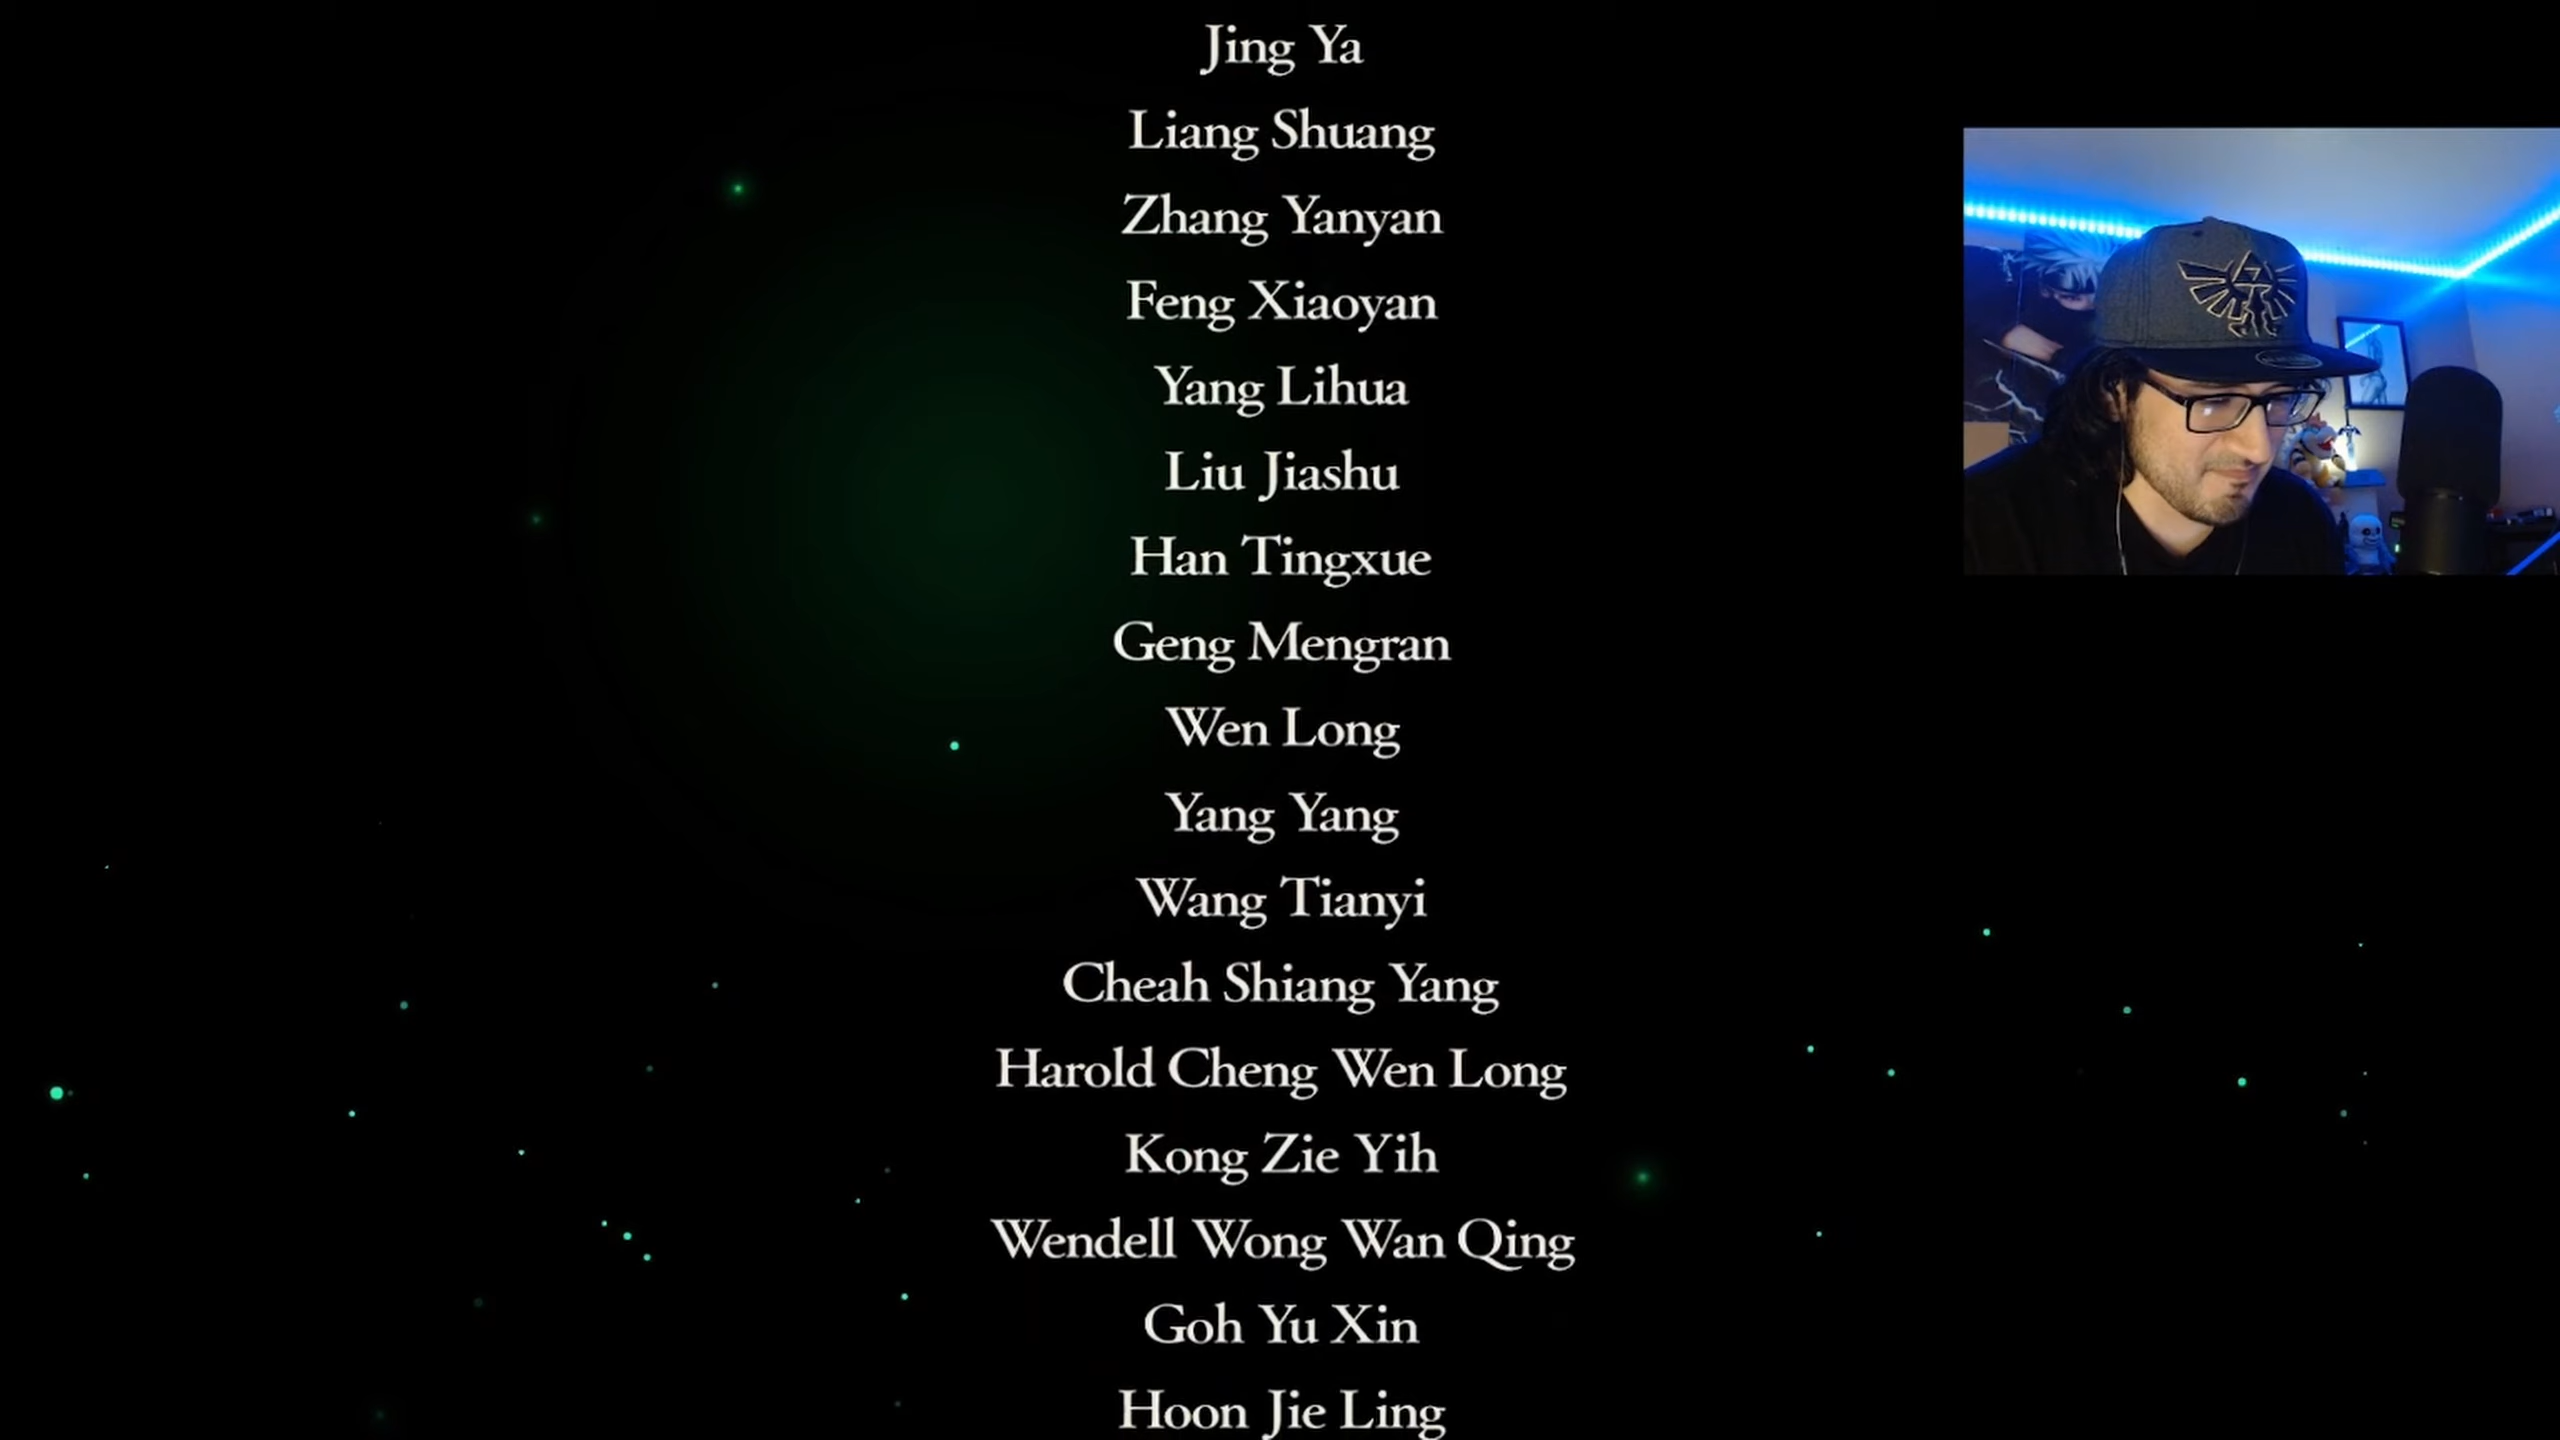 Jing Ya
Liang Shuang
Zhang Yanyan
Feng Xiaoyan
Yang Lihua
Liu Jiashu
Han Tingxue
Geng Mengran
Wen Long
Yang Yang
Wang Tianyi
Cheah Shiang Yang
Harold Cheng Wen Long
Kong Zie Yih
Wendell Wong Wan Qing
Goh Yu Xin
Hoon Jie Ling